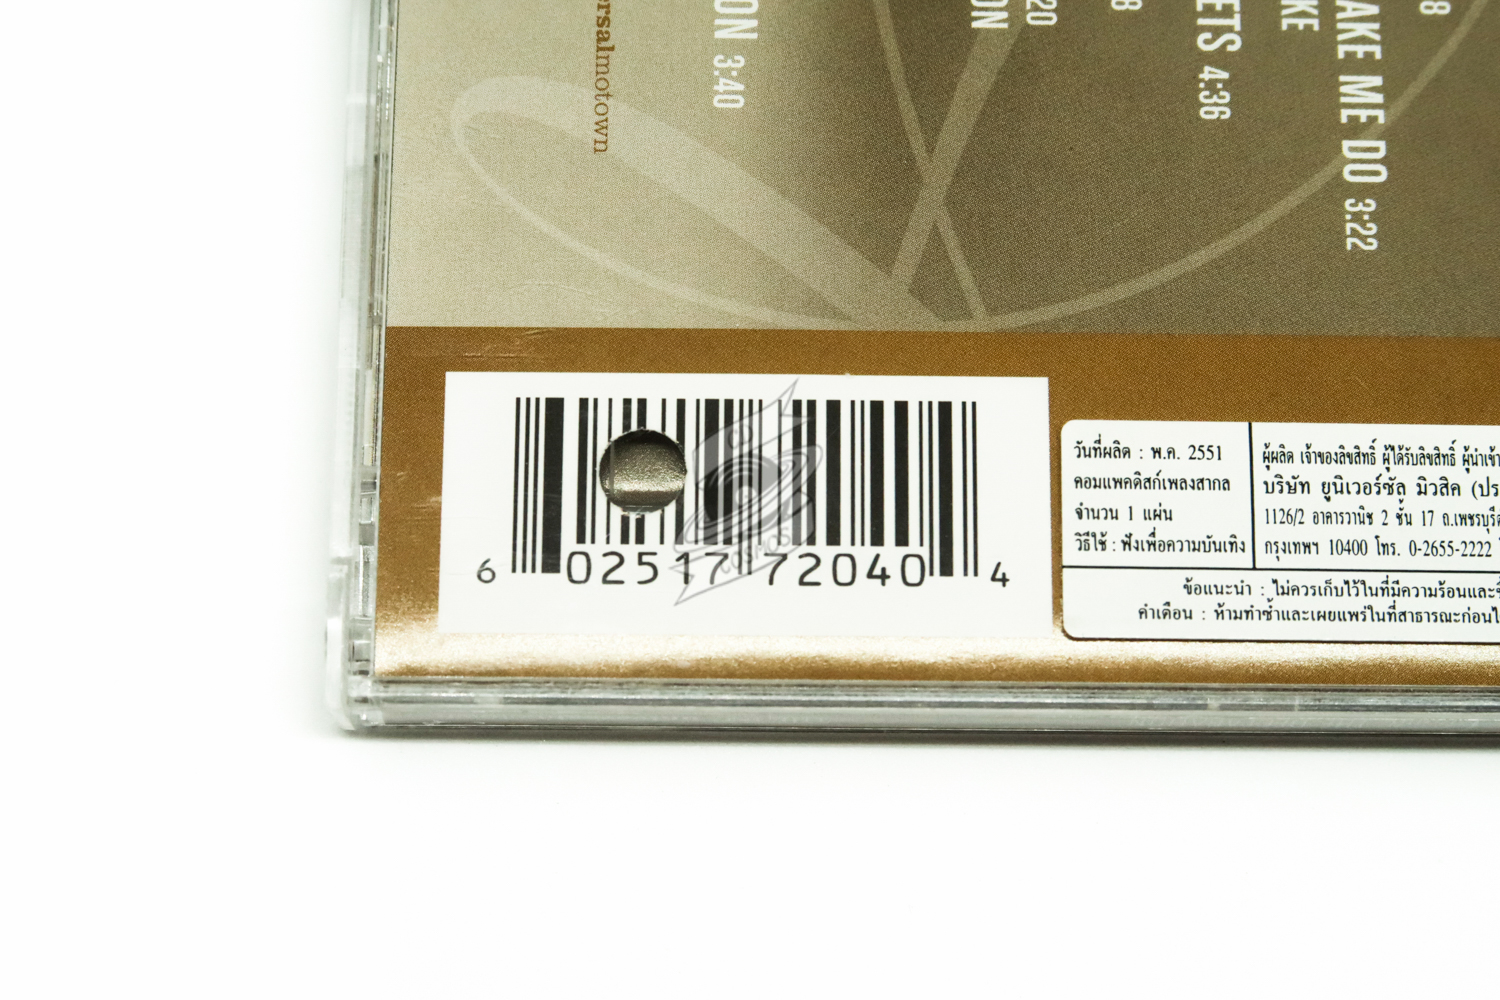 AKE ME DO 3:22
ETS 4:36
ON 3:40
ersalmotown
6 02517 72040 4
CD
COSMOS
วันที่ผลิต : พ.ค. 2551
คอมแพคดิสก์เพลงสากล
จำนวน 1 แผ่น
วิธีใช้ : ฟังเพื่อความบันเทิง
ผู้ผลิต เจ้าของลิขสิทธิ์ ผู้ได้รับลิขสิทธิ์ ผู้นำเข้า
บริษัท ยูนิเวอร์ซัล มิวสิค (ประ
1126/2 อาคารวานิช 2 ชั้น 17 ถ.เพชรบุรี
กรุงเทพฯ 10400 โทร. 0-2655-2222
ข้อแนะนำ : ไม่ควรเก็บไว้ในที่มีความร้อนและ
คำเตือน : ห้ามทำซ้ำและเผยแพร่ในที่สาธารณะก่อน